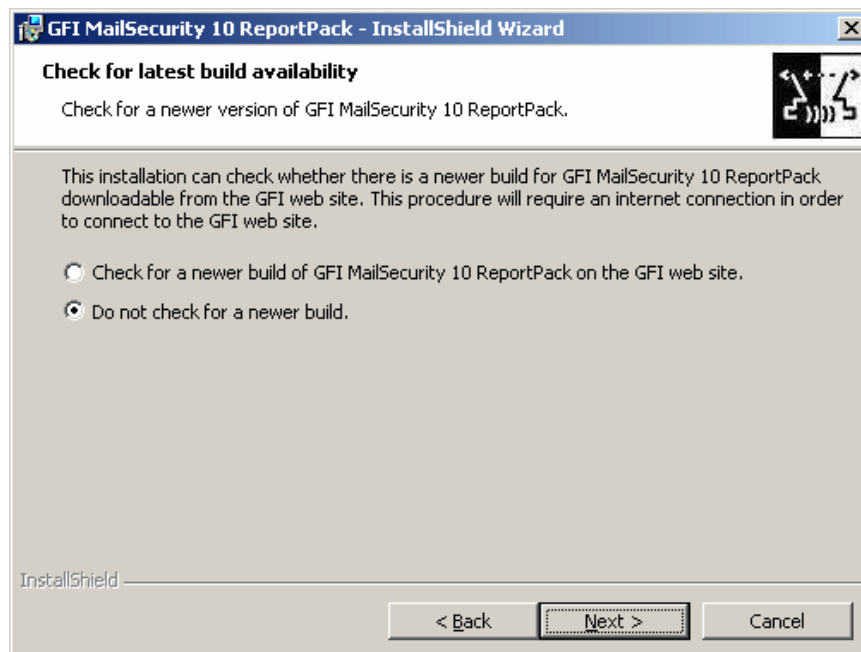 GFI MailSecurity 10 ReportPack - InstallShield Wizard
Check for latest build availability
Check for a newer version of GFI MailSecurity 10 ReportPack.
This installation can check whether there is a newer build for GFI MailSecurity 10 ReportPack
downloadable from the GFI web site. This procedure will require an internet connection in order
to connect to the GFI web site.
Check for a newer build of GFI MailSecurity 10 ReportPack on the GFI web site.
Do not check for a newer build.
InstallShield
< Back Next > Cancel